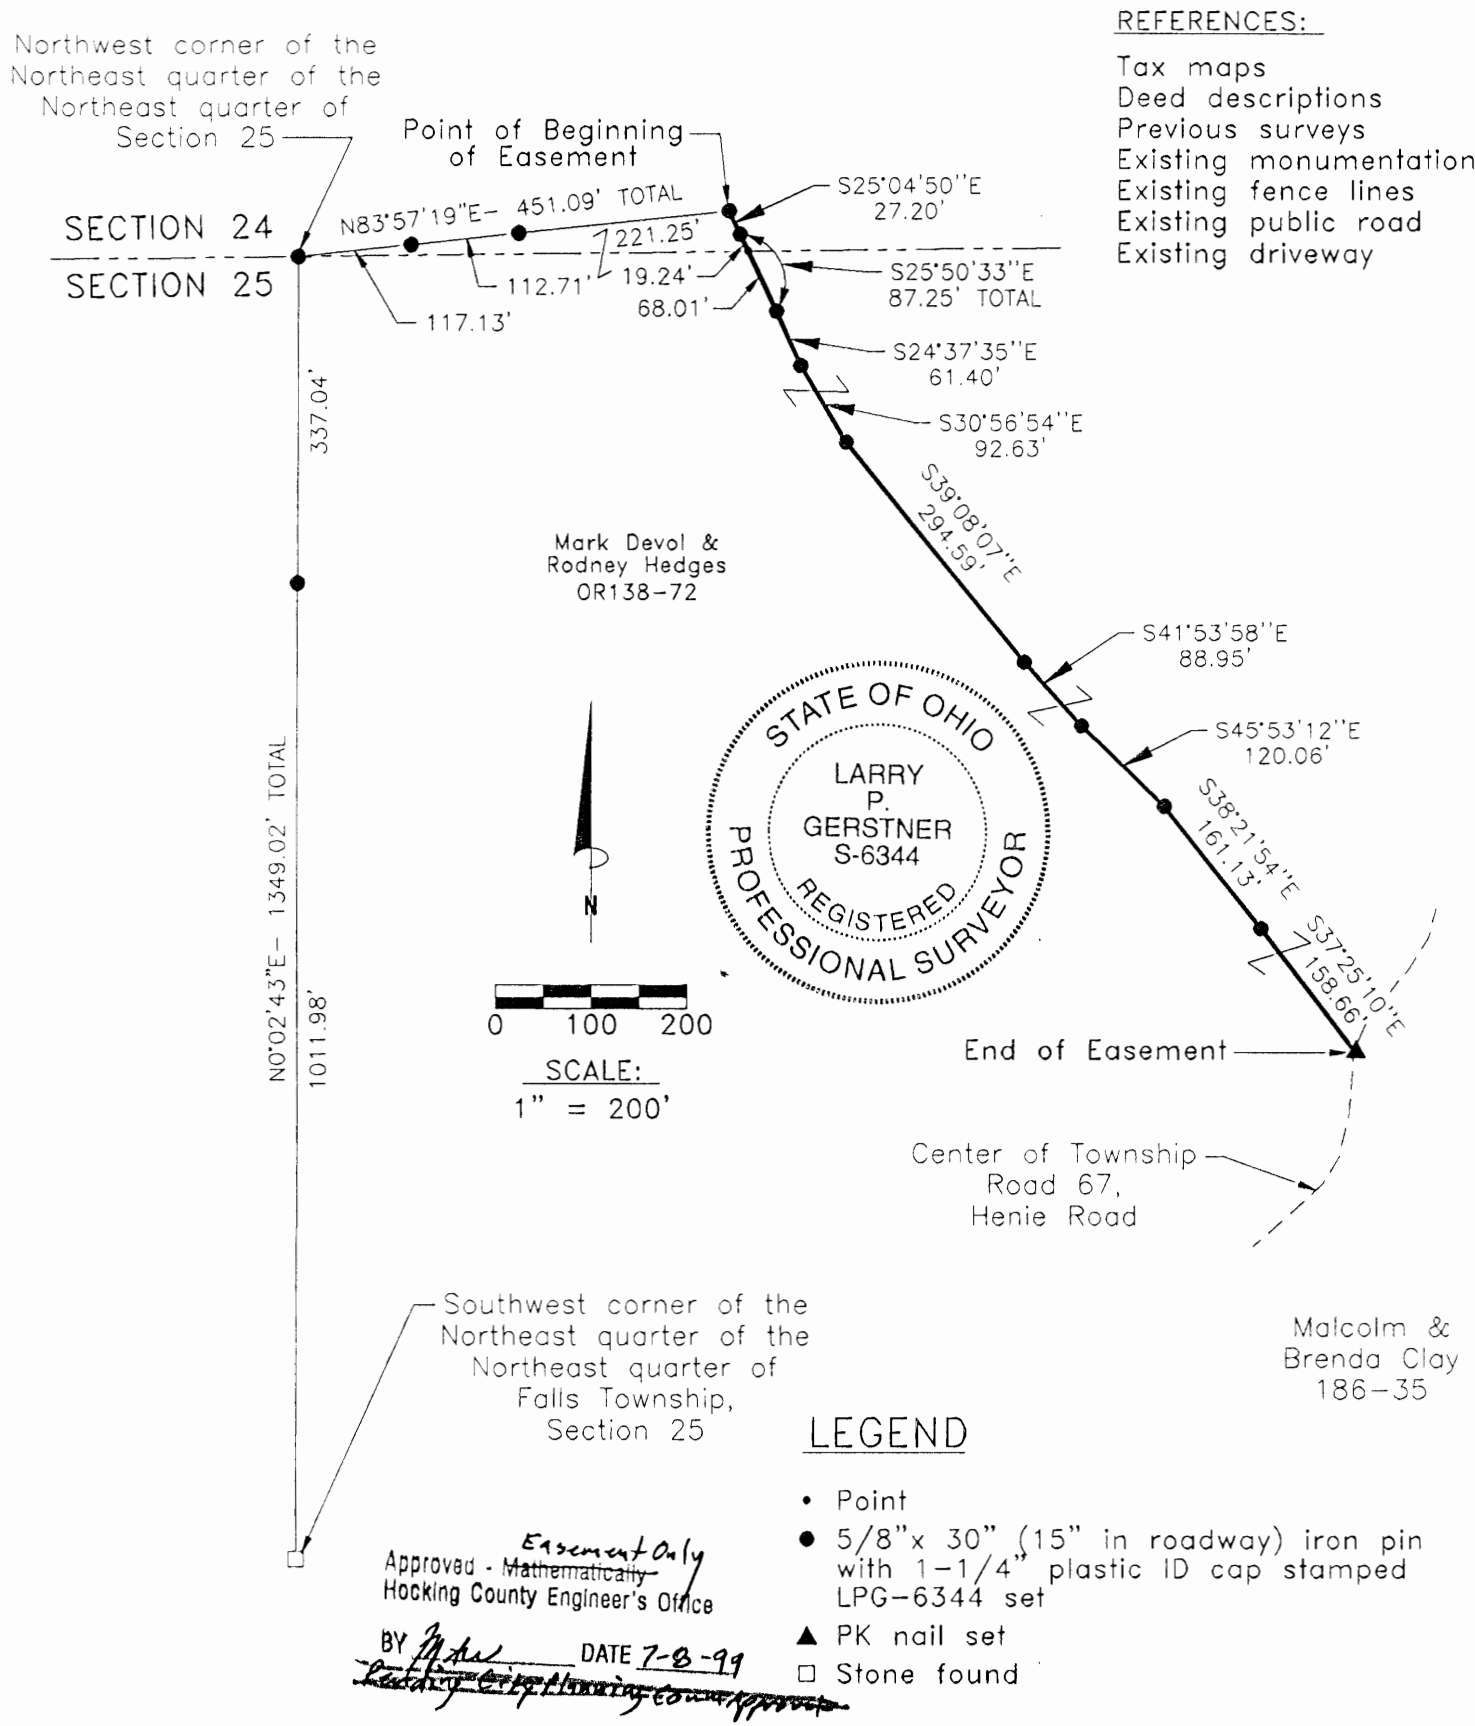 REFERENCES:
Tax maps
Deed descriptions
Previous surveys
Existing monumentation
Existing fence lines
Existing public road
Existing driveway
Northwest corner of the
Northeast quarter of the
Northeast quarter of
Section 25
Point of Beginning
of Easement
S25°04'50"E
27.20'
N83°57'19"E- 451.09' TOTAL
SECTION 24
SECTION 25
221.25'
112.71'
19.24'
68.01'
117.13'
S25°50'33"E
87.25' TOTAL
S24°37'35"E
61.40'
S30°56'54"E
92.63'
337.04'
S39°08'07"E
294.59'
Mark Devol &
Rodney Hedges
OR138-72
S41°53'58"E
88.95'
S45°53'12"E
120.06'
S38°21'54"E
161.13'
S37°25'10"E
158.66'
STATE OF OHIO
LARRY
P.
GERSTNER
S-6344
REGISTERED
PROFESSIONAL SURVEYOR
N0°02'43"E- 1349.02' TOTAL
1011.98'
N
0 100 200
SCALE:
1" = 200'
End of Easement
Center of Township
Road 67,
Henie Road
Southwest corner of the
Northeast quarter of the
Northeast quarter of
Falls Township,
Section 25
Malcolm &
Brenda Clay
186-35
LEGEND
Point
5/8"x 30" (15" in roadway) iron pin
with 1-1/4" plastic ID cap stamped
LPG-6344 set
PK nail set
Stone found
Easement Only
Approved - Mathematically
Hocking County Engineer's Office
BY DATE 7-8-99